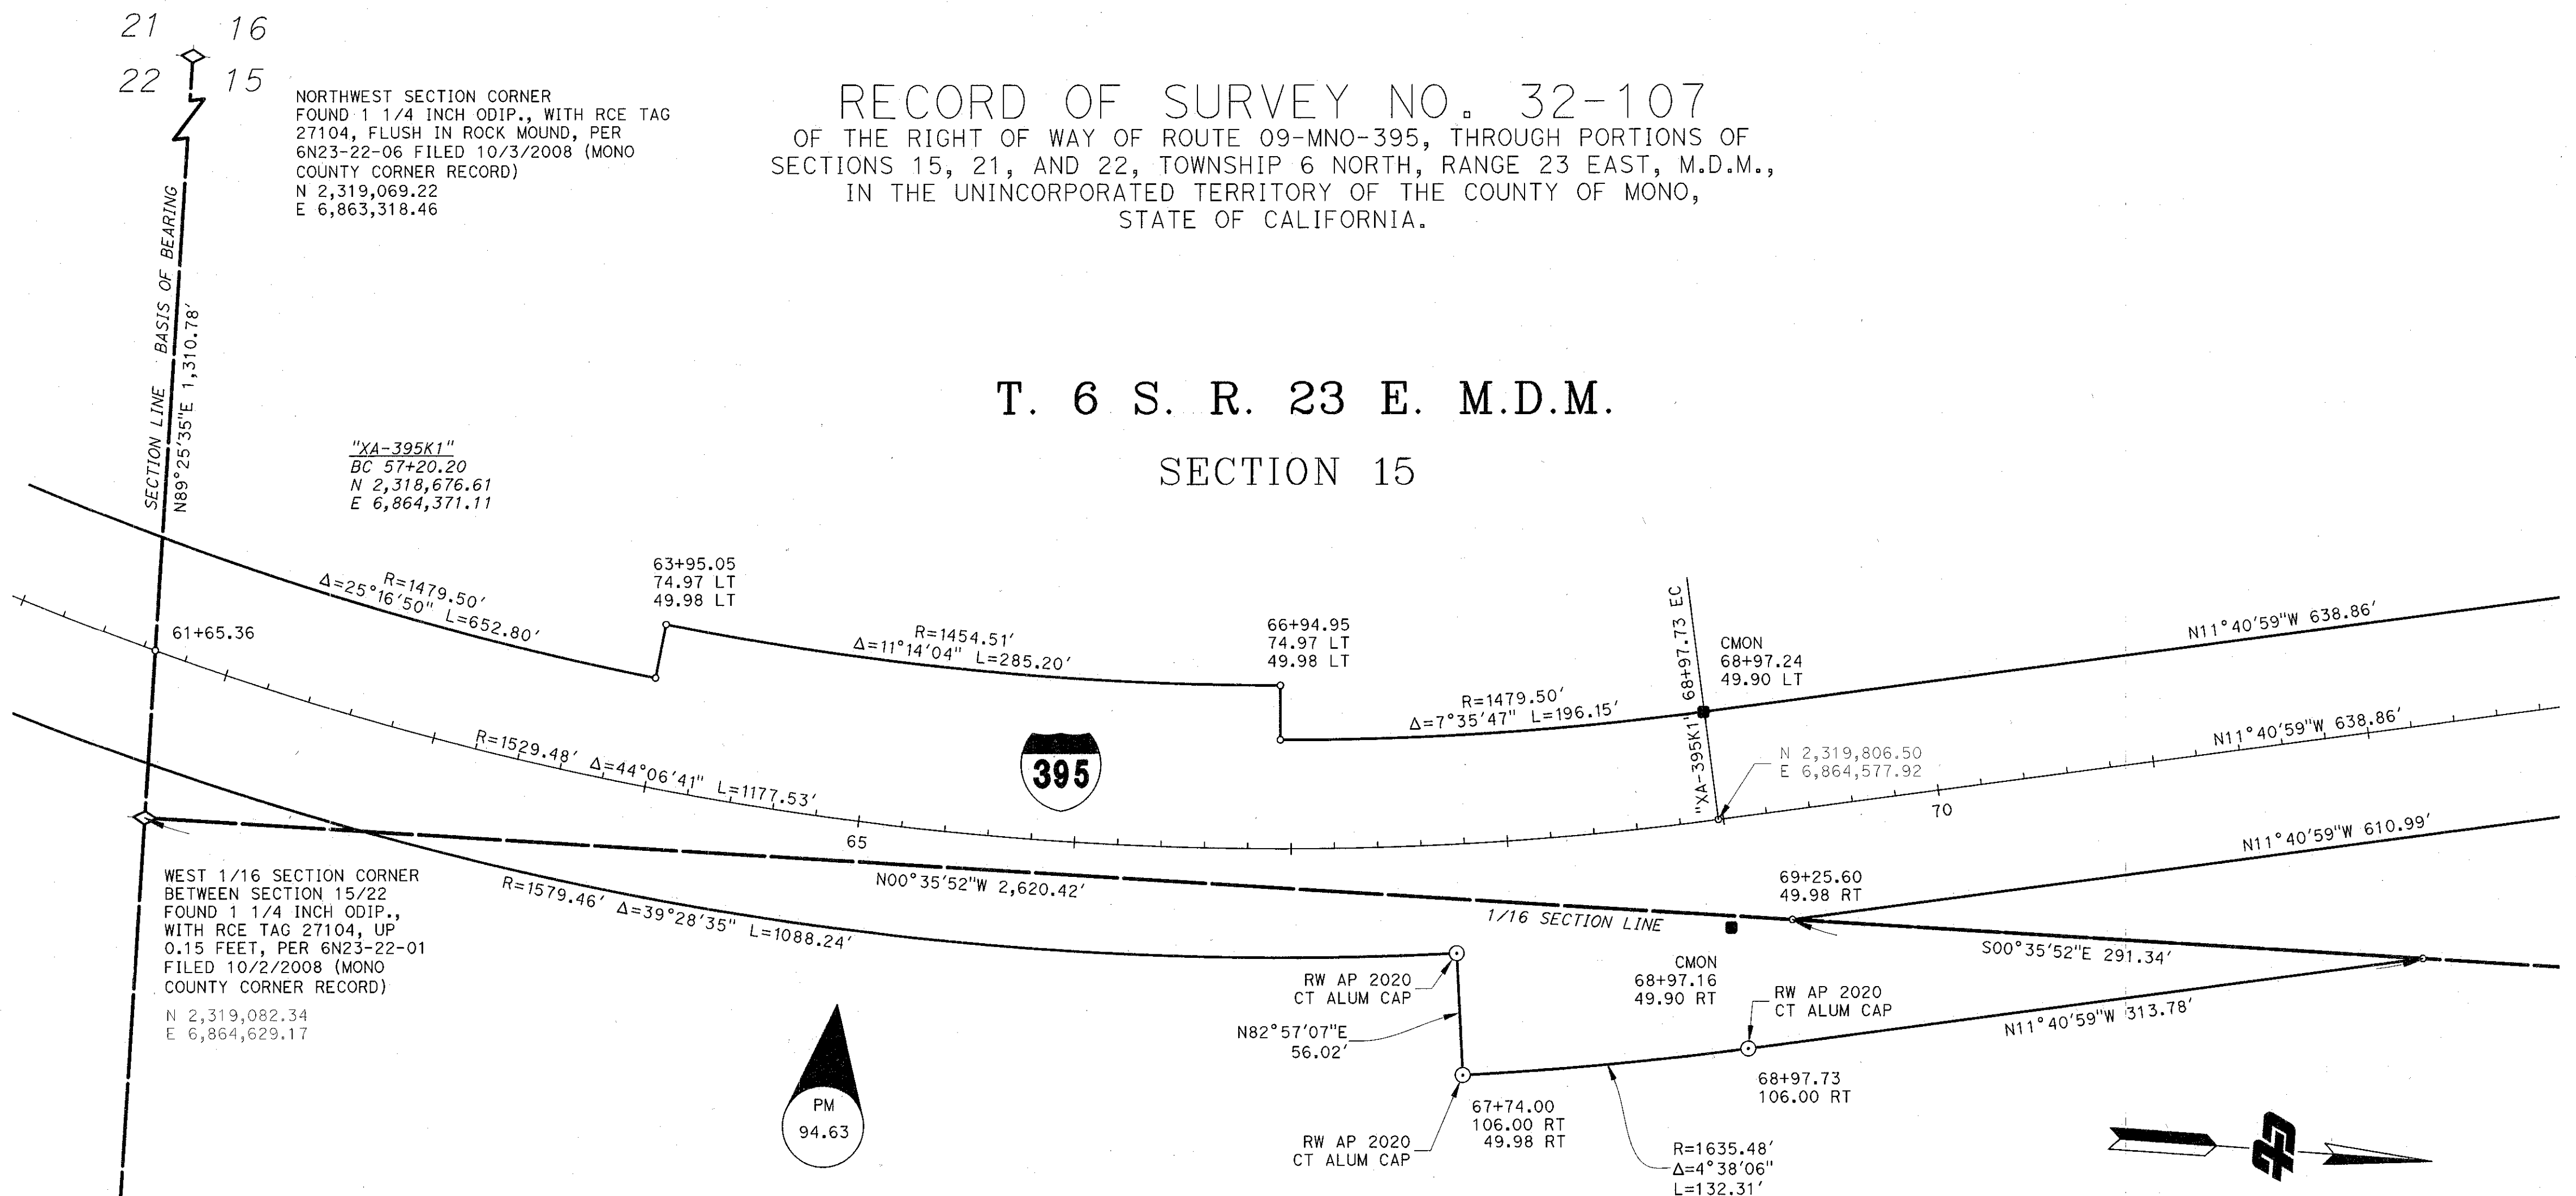 21 16
22 15
NORTHWEST SECTION CORNER
FOUND 1 1/4 INCH ODIP., WITH RCE TAG
27104, FLUSH IN ROCK MOUND, PER
6N23-22-06 FILED 10/3/2008 (MONO
COUNTY CORNER RECORD)
N 2,319,069.22
E 6,863,318.46
RECORD OF SURVEY NO. 32-107
OF THE RIGHT OF WAY OF ROUTE 09-MNO-395, THROUGH PORTIONS OF
SECTIONS 15, 21, AND 22, TOWNSHIP 6 NORTH, RANGE 23 EAST, M.D.M.,
IN THE UNINCORPORATED TERRITORY OF THE COUNTY OF MONO,
STATE OF CALIFORNIA.
SECTION LINE BASIS OF BEARING
N89°25'35"E 1,310.78'
T. 6 S. R. 23 E. M.D.M.
SECTION 15
"XA-395K1"
BC 57+20.20
N 2,318,676.61
E 6,864,371.11
R=1479.50'
Δ=25°16'50" L=652.80'
63+95.05
74.97 LT
49.98 LT
R=1454.51'
Δ=11°14'04" L=285.20'
66+94.95
74.97 LT
49.98 LT
R=1479.50'
Δ=7°35'47" L=196.15'
"XA-395K1" 68+97.73 EC
CMON
68+97.24
49.90 LT
N11°40'59"W 638.86'
61+65.36
R=1529.48' Δ=44°06'41" L=1177.53'
395
N 2,319,806.50
E 6,864,577.92
N11°40'59"W 638.86'
65
70
WEST 1/16 SECTION CORNER
BETWEEN SECTION 15/22
FOUND 1 1/4 INCH ODIP.,
WITH RCE TAG 27104, UP
0.15 FEET, PER 6N23-22-01
FILED 10/2/2008 (MONO
COUNTY CORNER RECORD)
N 2,319,082.34
E 6,864,629.17
R=1579.46' Δ=39°28'35" L=1088.24'
N00°35'52"W 2,620.42'
1/16 SECTION LINE
69+25.60
49.98 RT
N11°40'59"W 610.99'
S00°35'52"E 291.34'
CMON
68+97.16
49.90 RT
RW AP 2020
CT ALUM CAP
N82°57'07"E
56.02'
RW AP 2020
CT ALUM CAP
N11°40'59"W 313.78'
68+97.73
106.00 RT
67+74.00
106.00 RT
49.98 RT
RW AP 2020
CT ALUM CAP
R=1635.48'
Δ=4°38'06"
L=132.31'
PM
94.63